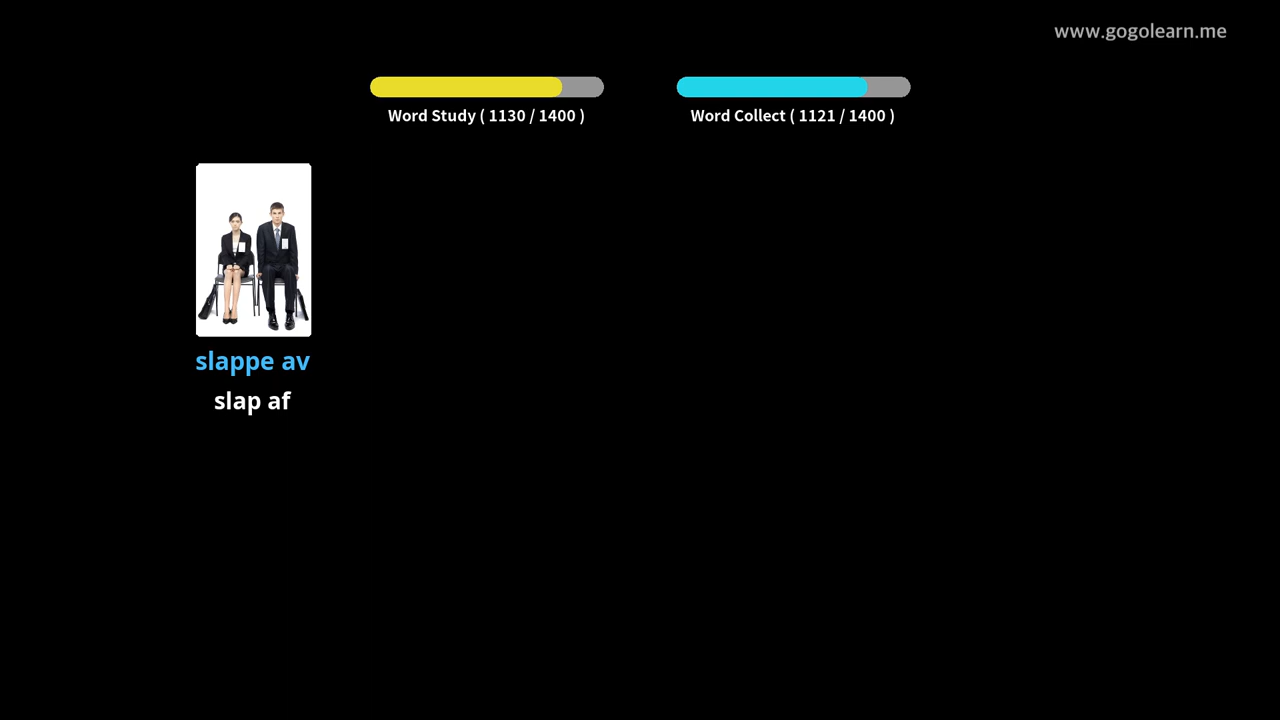 www.gogolearn.me
Word Study ( 1130 / 1400 )
Word Collect ( 1121 / 1400 )
slappe av
slap af